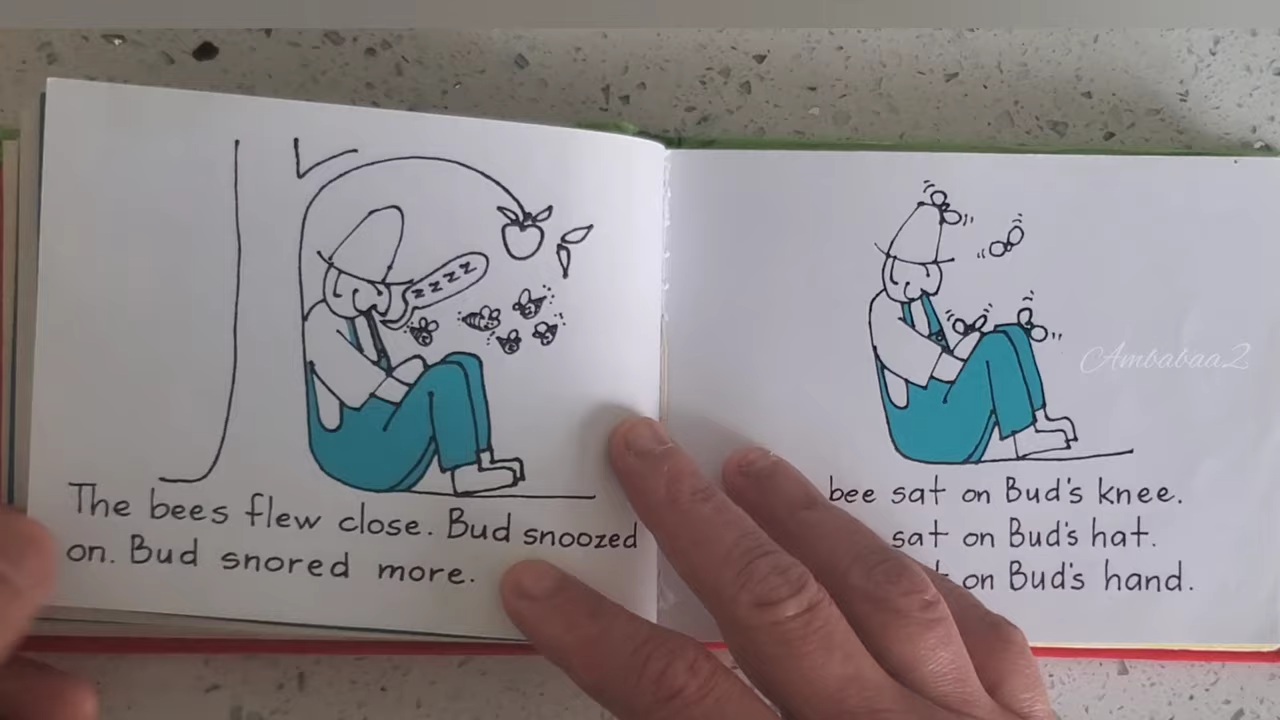 zzzz
The bees flew close. Bud snoozed
on. Bud snored more.
bee sat on Bud's knee.
sat on Bud's hat.
on Bud's hand.
Ambabaa2